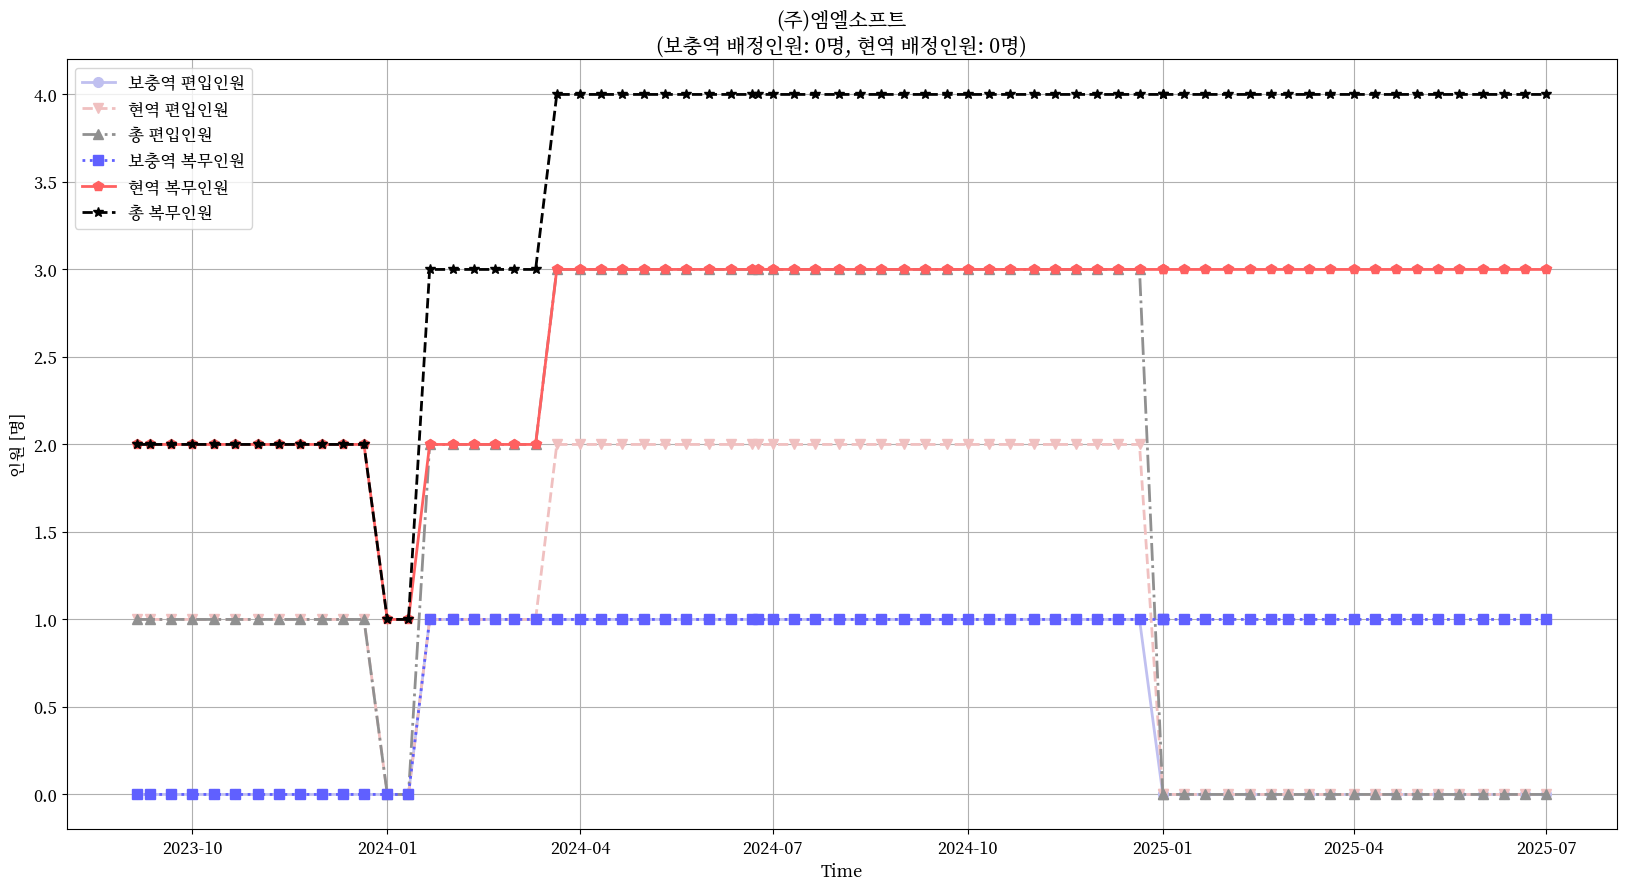 (주)엠엘소프트
(보충역 배정인원: 0명, 현역 배정인원: 0명)
보충역 편입인원
현역 편입인원
총 편입인원
보충역 복무인원
현역 복무인원
총 복무인원
4.0
3.5
3.0
2.5
2.0
1.5
1.0
0.5
0.0
인원 [명]
2023-10 2024-01 2024-04 2024-07 2024-10 2025-01 2025-04 2025-07
Time